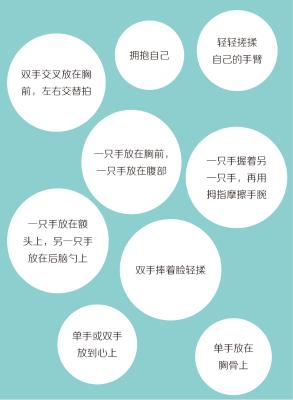 双手交叉放在胸
前，左右交替拍
拥抱自己
轻轻搓揉
自己的手臂
一只手放在胸前，
一只手放在腹部
一只手握着另
一只手，再用
拇指摩擦手腕
一只手放在额
头上，另一只手
放在后脑勺上
双手捧着脸轻揉
单手或双手
放到心上
单手放在
胸骨上